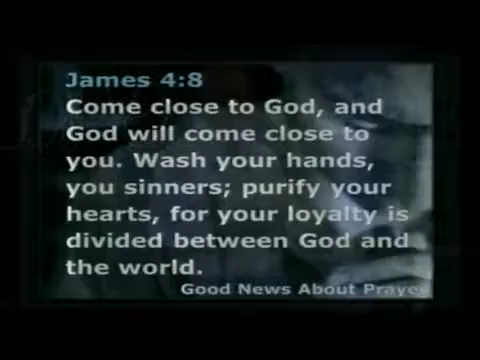 James 4:8
Come close to God, and
God will come close to
you. Wash your hands,
you sinners; purify your
hearts, for your loyalty is
divided between God and
the world.
Good News About Prayer